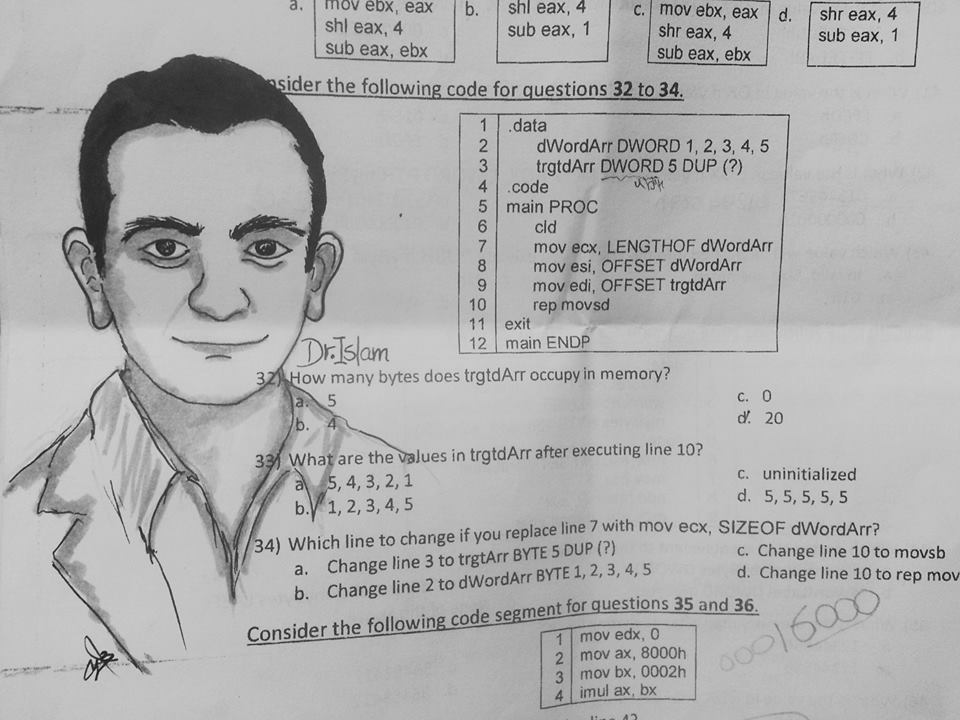 a. mov ebx, eax b. shl eax, 4 c. mov ebx, eax d. shr eax, 4
shl eax, 4 sub eax, 1 shr eax, 4 sub eax, 1
sub eax, ebx sub eax, ebx
nsider the following code for questions 32 to 34.
1 .data
2 dWordArr DWORD 1, 2, 3, 4, 5
3 trgtdArr DWORD 5 DUP (?)
4 .code
5 main PROC
6 cld
7 mov ecx, LENGTHOF dWordArr
8 mov esi, OFFSET dWordArr
9 mov edi, OFFSET trgtdArr
10 rep movsd
11 exit
12 main ENDP
Dr.Islam
32) How many bytes does trgtdArr occupy in memory?
a. 5 c. 0
b. 4 d. 20
33) What are the values in trgtdArr after executing line 10?
a. 5, 4, 3, 2, 1 c. uninitialized
b. 1, 2, 3, 4, 5 d. 5, 5, 5, 5, 5
34) Which line to change if you replace line 7 with mov ecx, SIZEOF dWordArr?
a. Change line 3 to trgtArr BYTE 5 DUP (?) c. Change line 10 to movsb
b. Change line 2 to dWordArr BYTE 1, 2, 3, 4, 5 d. Change line 10 to rep mov
Consider the following code segment for questions 35 and 36.
00016000
1 mov edx, 0
2 mov ax, 8000h
3 mov bx, 0002h
4 imul ax, bx